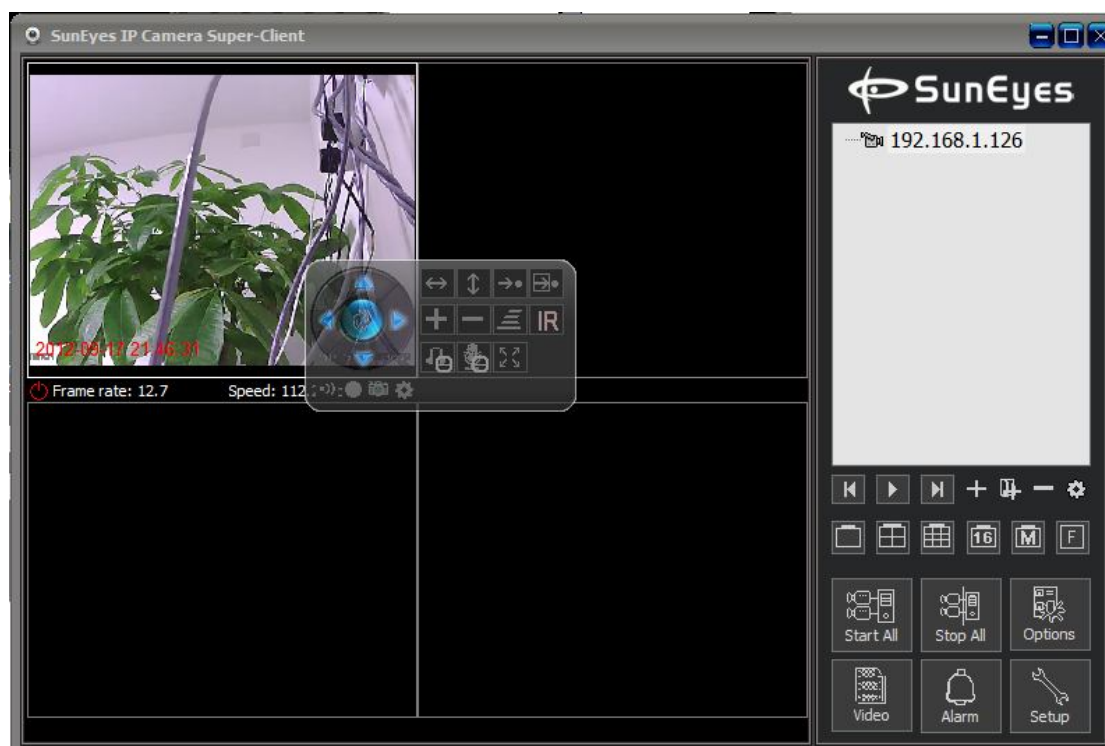 SunEyes IP Camera Super-Client
SunEyes
192.168.1.126
2012-09-17 21:46:31
Frame rate: 12.7 Speed: 112.
IR
16 M F
Start All Stop All Options
Video Alarm Setup